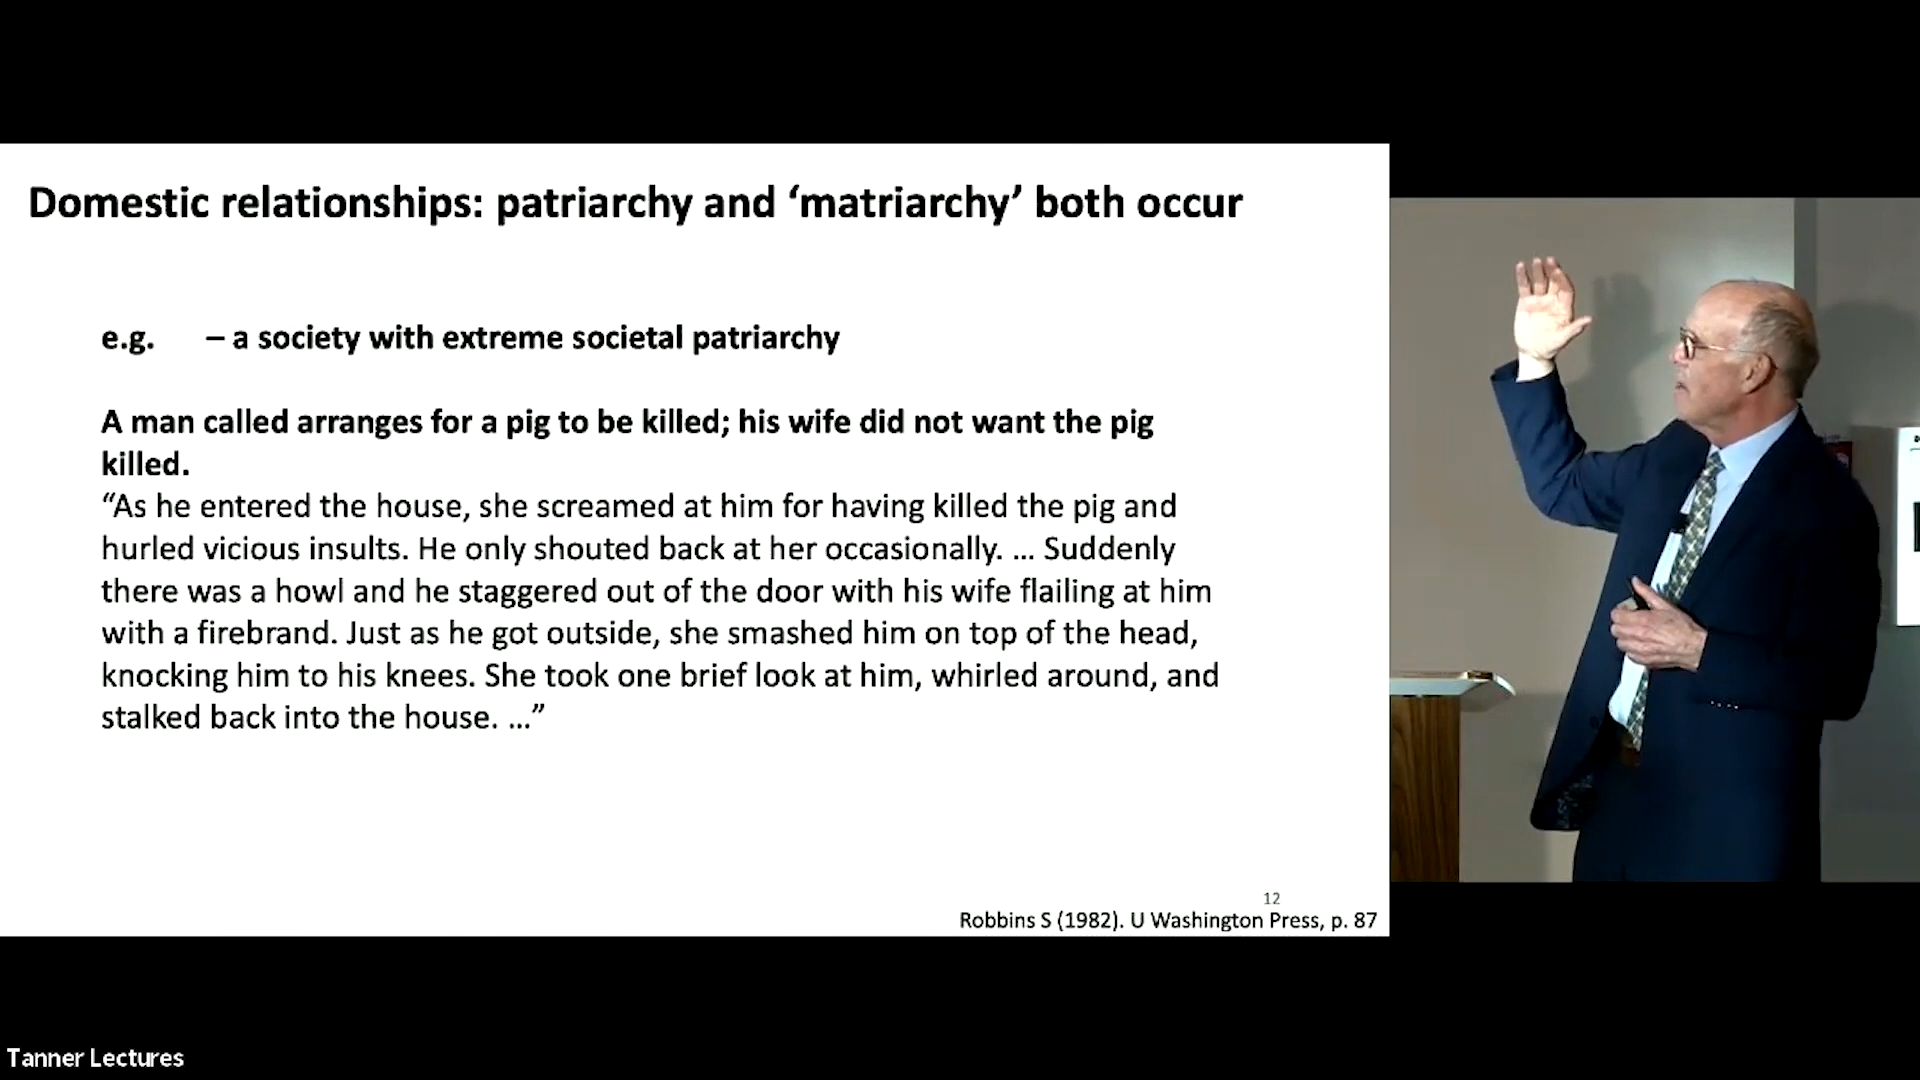 Domestic relationships: patriarchy and ‘matriarchy’ both occur
e.g. – a society with extreme societal patriarchy
A man called arranges for a pig to be killed; his wife did not want the pig
killed.
“As he entered the house, she screamed at him for having killed the pig and
hurled vicious insults. He only shouted back at her occasionally. ... Suddenly
there was a howl and he staggered out of the door with his wife flailing at him
with a firebrand. Just as he got outside, she smashed him on top of the head,
knocking him to his knees. She took one brief look at him, whirled around, and
stalked back into the house. ...”
12
Robbins S (1982). U Washington Press, p. 87
Tanner Lectures